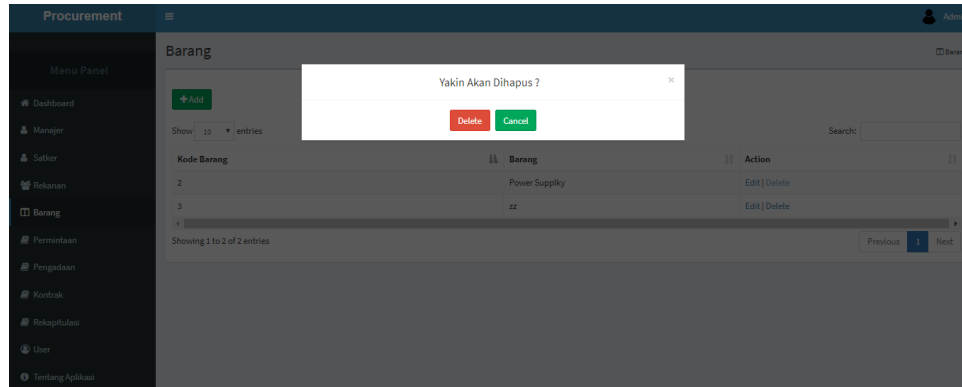 Procurement
Admi
Barang
Baran
Menu Panel
Yakin Akan Dihapus ?
×
Delete Cancel
Dashboard
+Add
Manajer
Show 10 entries
Search:
Satker
Kode Barang Barang Action
Rekanan
2 Power Supplky Edit | Delete
Barang
3 zz Edit | Delete
Permintaan
Showing 1 to 2 of 2 entries
Previous 1 Next
Pengadaan
Kontrak
Rekapitulasi
User
Tentang Aplikasi